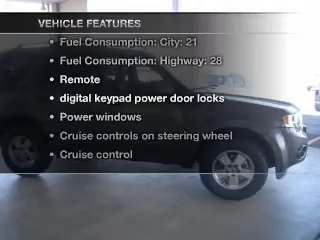 VEHICLE FEATURES
• Fuel Consumption: City: 21
• Fuel Consumption: Highway: 28
• Remote
• digital keypad power door locks
• Power windows
• Cruise controls on steering wheel
• Cruise control